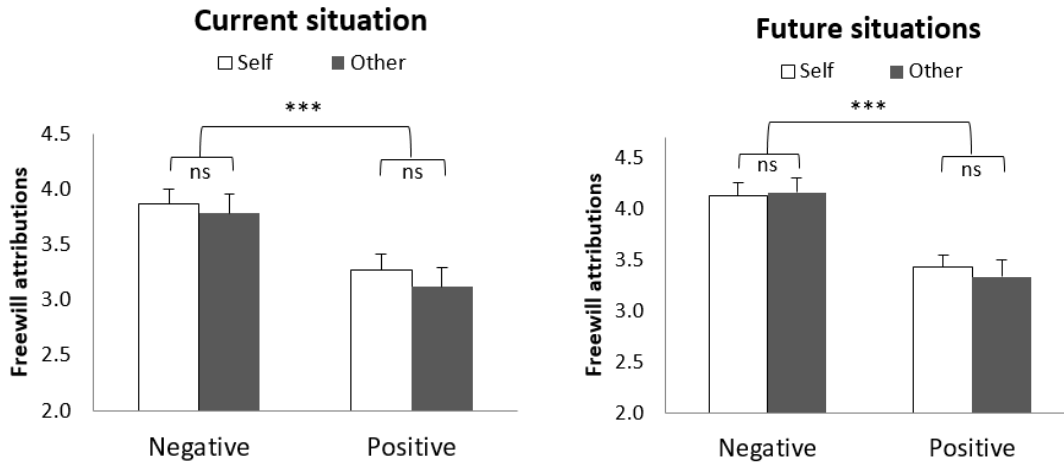 Current situation
Self Other
***
4.5
ns ns
4.0
3.5
3.0
2.5
2.0
Freewill attributions
Negative Positive
Future situations
Self Other
***
4.5
ns ns
4.0
3.5
3.0
2.5
2.0
Freewill attributions
Negative Positive